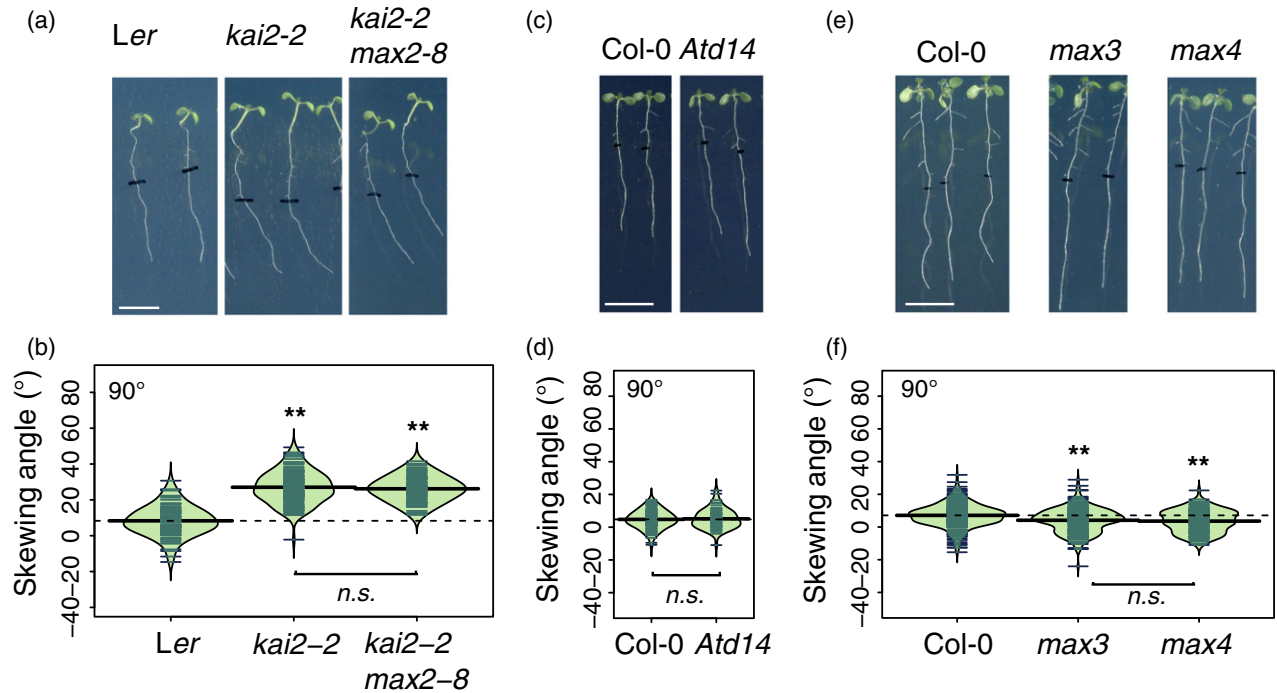 (a)
Ler
kai2-2
kai2-2
max2-8
(c)
Col-0 Atd14
(e)
Col-0
max3
max4
(b)
Skewing angle (°)
80
60
40
20
0
−20
−40
90°
**
**
n.s.
Ler
kai2−2
kai2−2
max2−8
(d)
Skewing angle (°)
80
60
40
20
0
−20
−40
90°
n.s.
Col-0 Atd14
(f)
Skewing angle (°)
80
60
40
20
0
−20
−40
90°
**
**
n.s.
Col-0
max3
max4